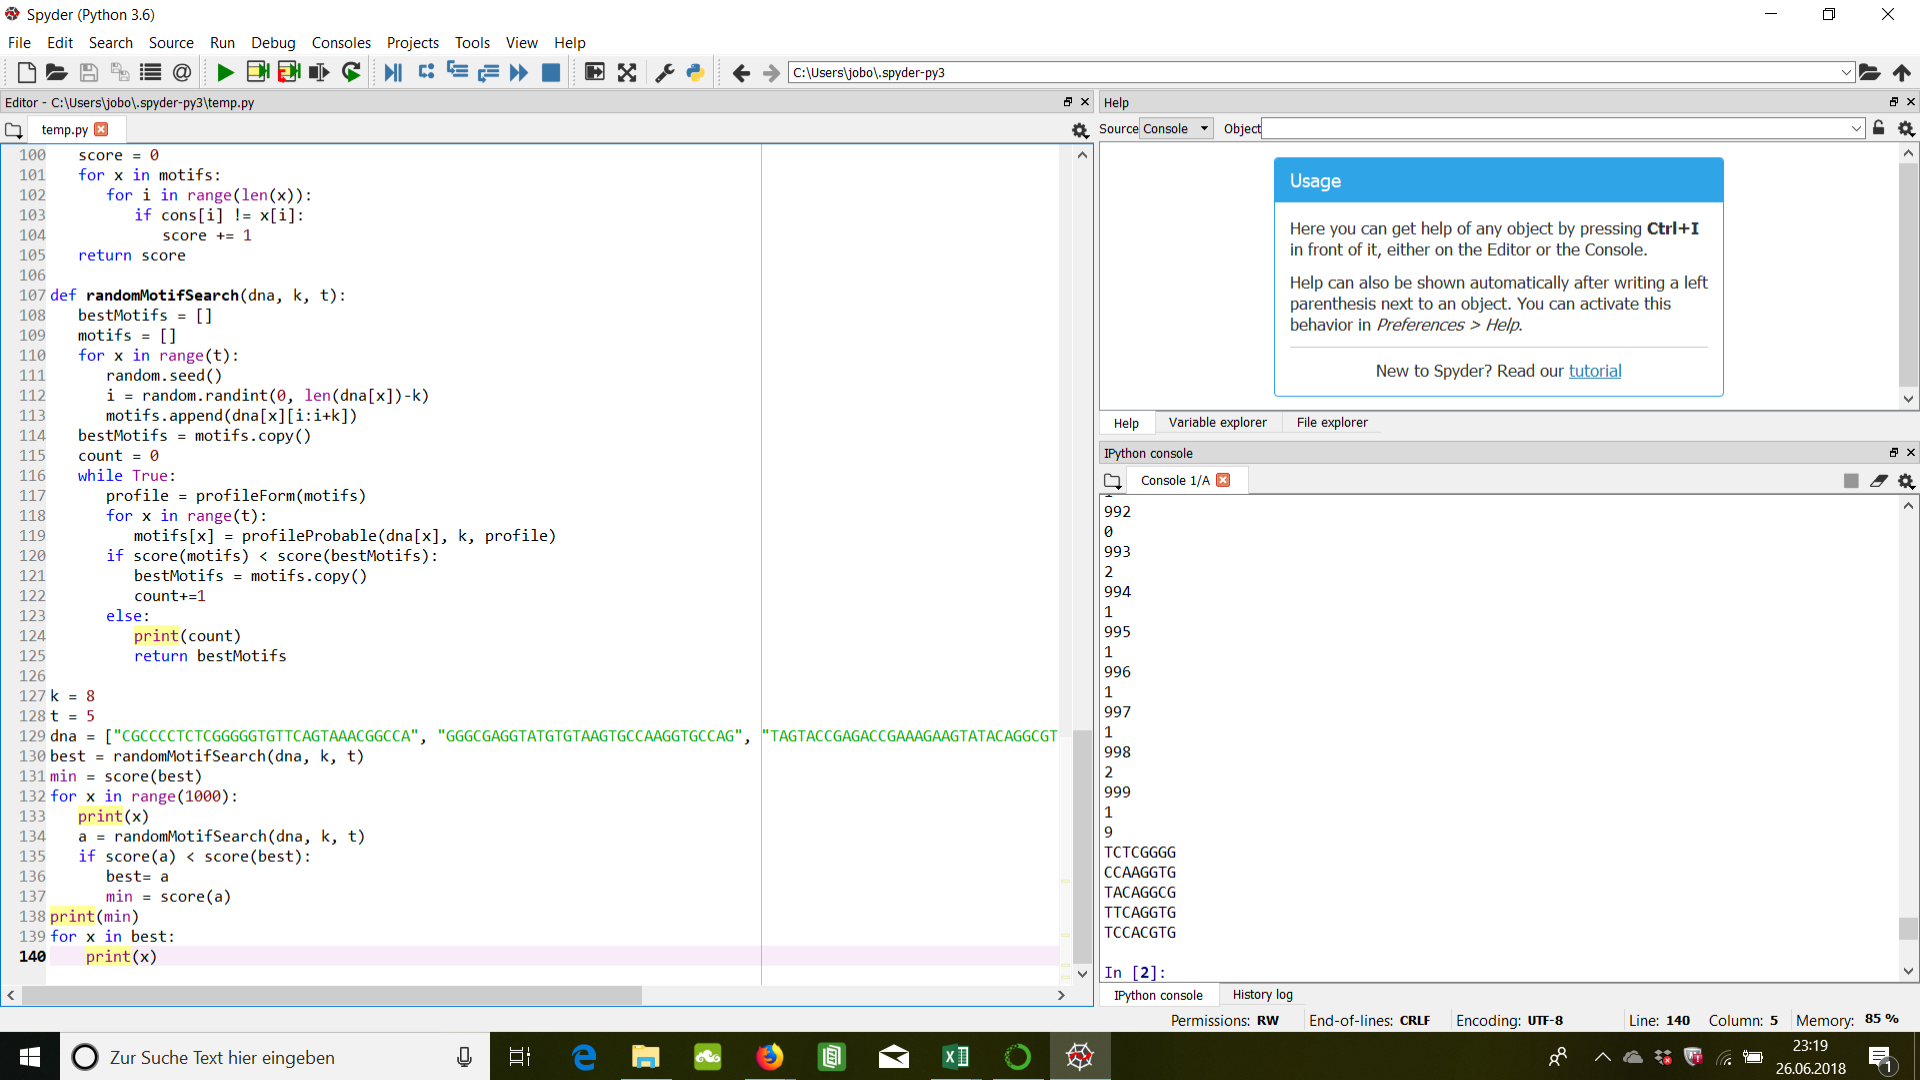 Spyder (Python 3.6)
File Edit Search Source Run Debug Consoles Projects Tools View Help
C:\Users\jobo\.spyder-py3
Editor - C:\Users\jobo\.spyder-py3\temp.py
temp.py
100 score = 0
101 for x in motifs:
102 for i in range(len(x)):
103 if cons[i] != x[i]:
104 score += 1
105 return score
106
107 def randomMotifSearch(dna, k, t):
108 bestMotifs = []
109 motifs = []
110 for x in range(t):
111 random.seed()
112 i = random.randint(0, len(dna[x])-k)
113 motifs.append(dna[x][i:i+k])
114 bestMotifs = motifs.copy()
115 count = 0
116 while True:
117 profile = profileForm(motifs)
118 for x in range(t):
119 motifs[x] = profileProbable(dna[x], k, profile)
120 if score(motifs) < score(bestMotifs):
121 bestMotifs = motifs.copy()
122 count+=1
123 else:
124 print(count)
125 return bestMotifs
126
127 k = 8
128 t = 5
129 dna = ["CGCCCCTCTCGGGGGTGTTCAGTAAACGGCCA", "GGGCGAGGTATGTGTAAGTGCCAAGGTGCCAG", "TAGTACCGAGACCGAAAGAAGTATACAGGCGT
130 best = randomMotifSearch(dna, k, t)
131 min = score(best)
132 for x in range(1000):
133 print(x)
134 a = randomMotifSearch(dna, k, t)
135 if score(a) < score(best):
136 best= a
137 min = score(a)
138 print(min)
139 for x in best:
140 print(x)
Help
Source Console Object
Usage
Here you can get help of any object by pressing Ctrl+I
in front of it, either on the Editor or the Console.
Help can also be shown automatically after writing a left
parenthesis next to an object. You can activate this
behavior in Preferences > Help.
New to Spyder? Read our tutorial
Help Variable explorer File explorer
IPython console
Console 1/A
1
992
0
993
2
994
1
995
1
996
1
997
1
998
2
999
1
9
TCTCGGGG
CCAAGGTG
TACAGGCG
TTCAGGTG
TCCACGTG
In [2]:
IPython console History log
Permissions: RW End-of-lines: CRLF Encoding: UTF-8 Line: 140 Column: 5 Memory: 85 %
Zur Suche Text hier eingeben
23:19
26.06.2018
1